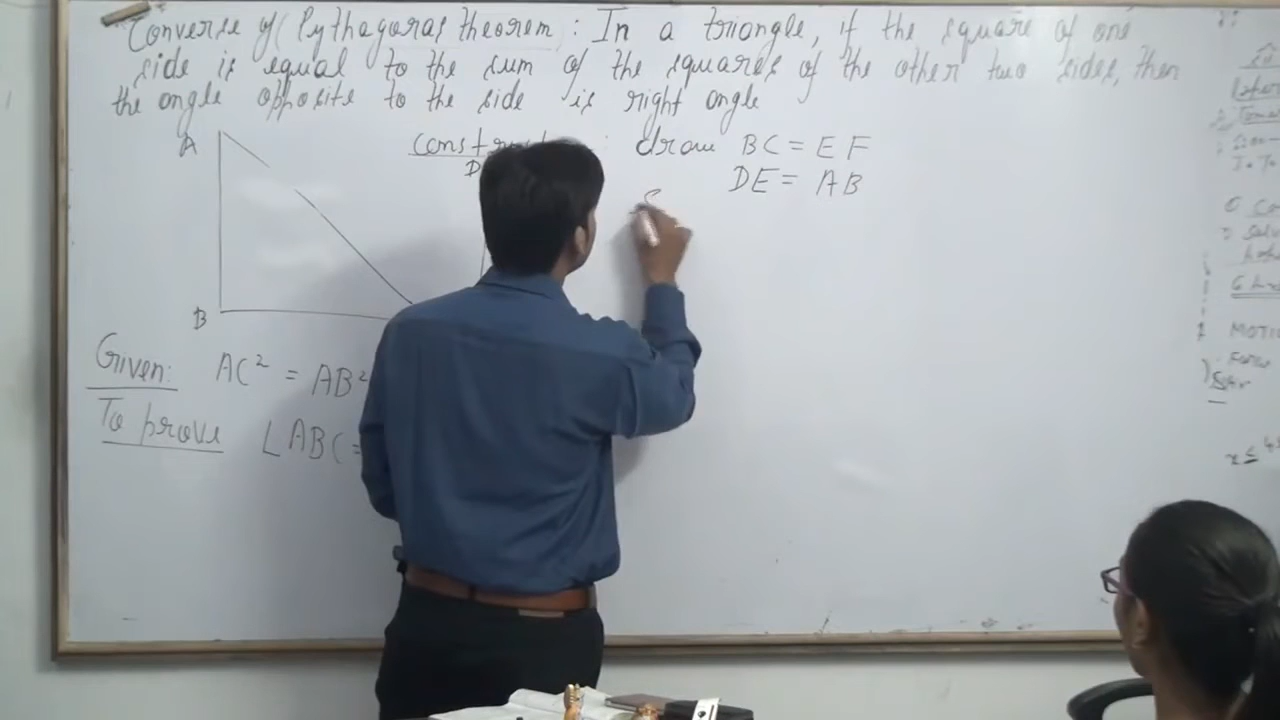 Converse of (Pythagoras theorem): In a triangle, if the square of one
side is equal to the sum of the squares of the other two sides, then
the angle opposite to the side is right angle
A
draw BC = EF
D
DE = AB
B
Given: AC² = AB²
To prove ∠ABC =
MOTI
Force